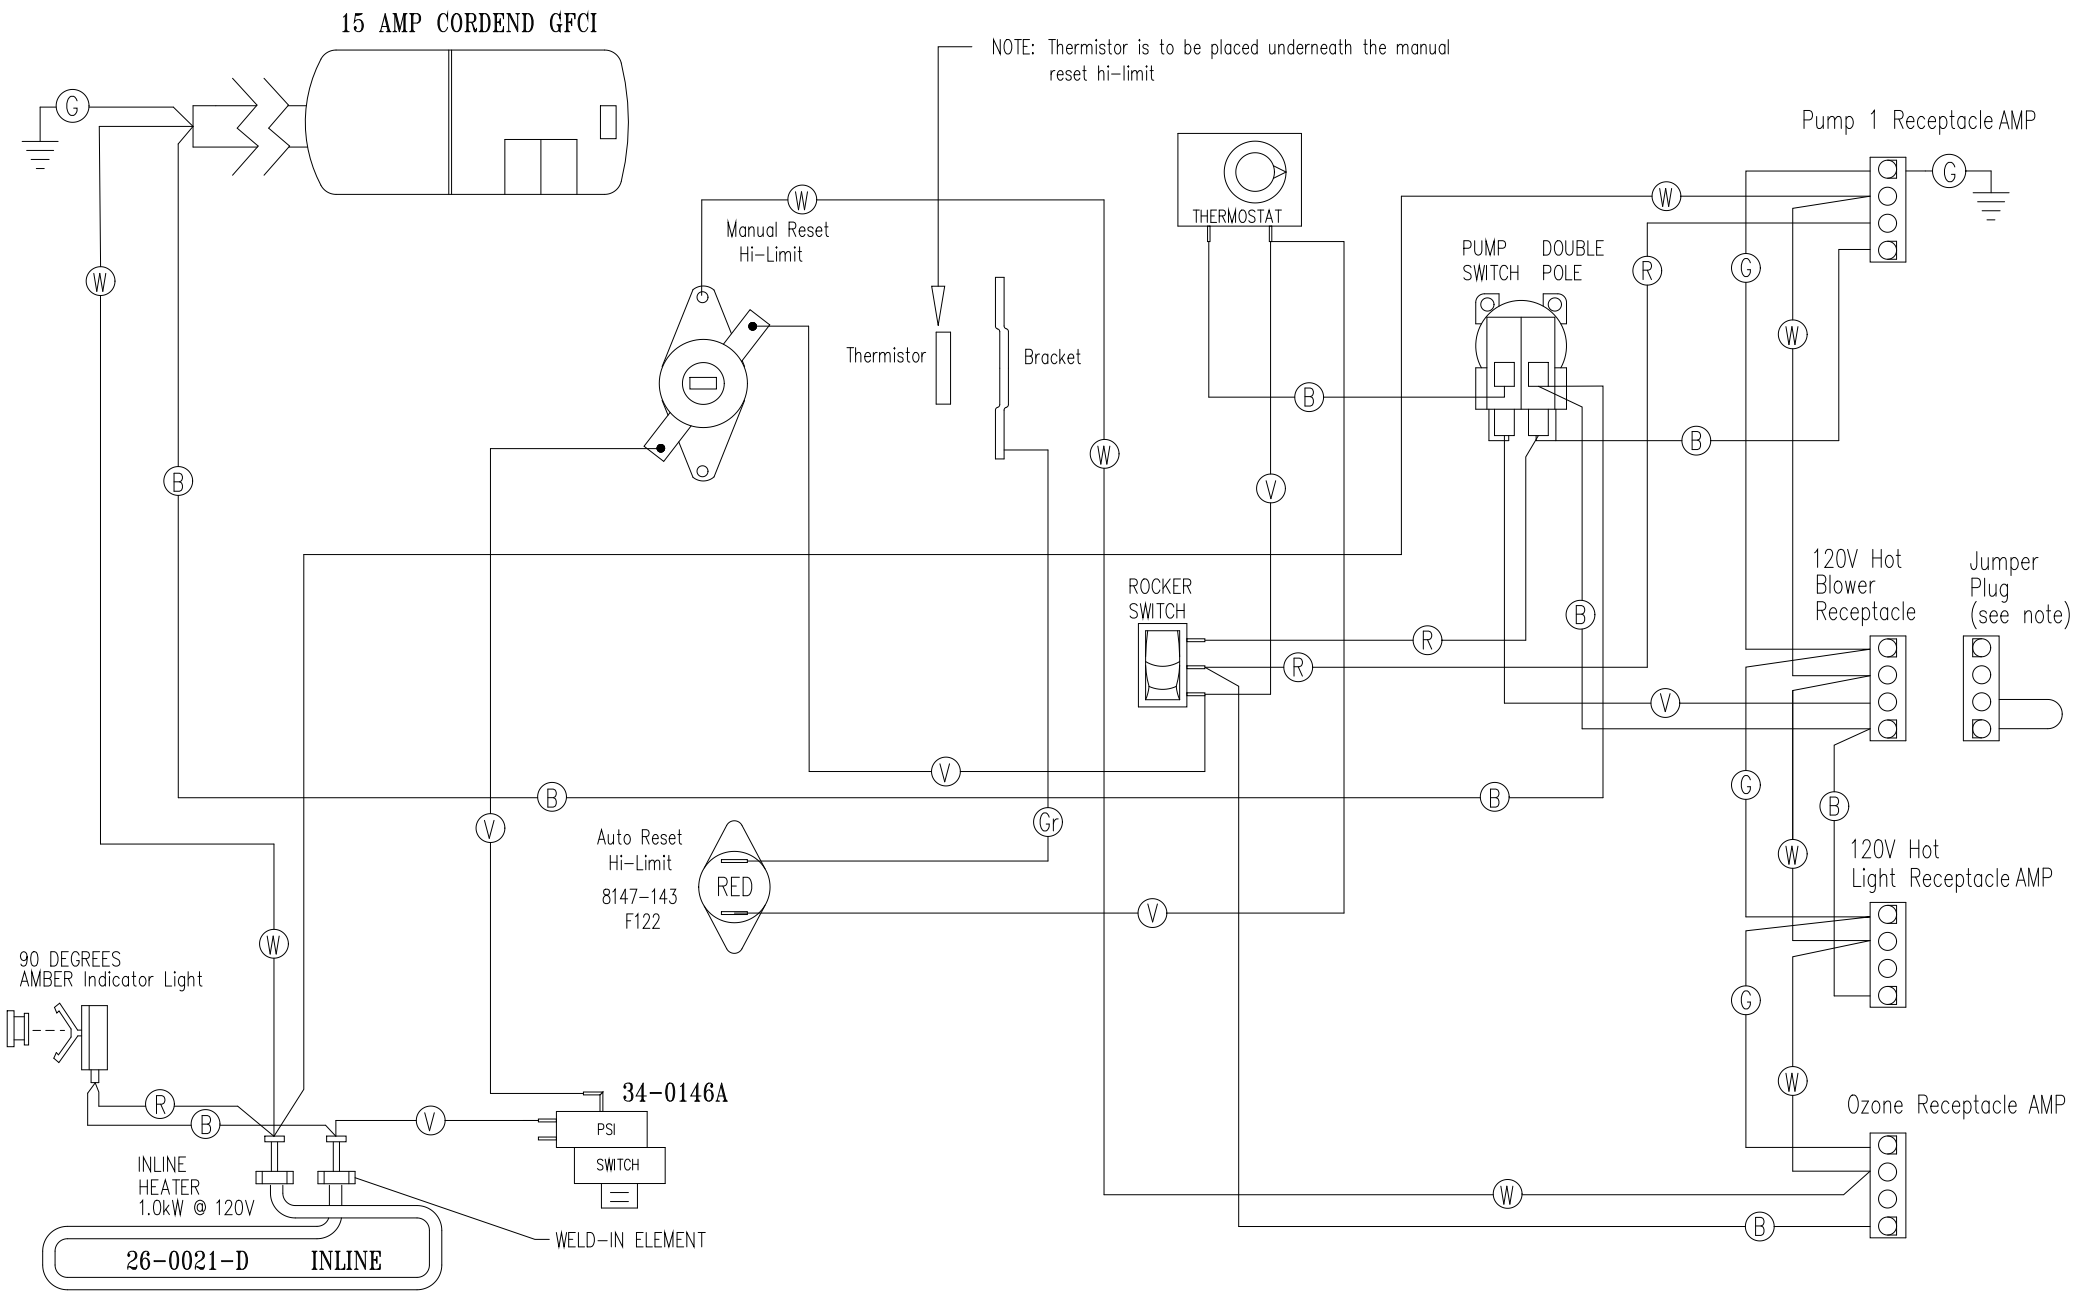 15 AMP CORDEND GFCI
NOTE: Thermistor is to be placed underneath the manual
reset hi-limit
G
Pump 1 Receptacle AMP
G
THERMOSTAT
W
W
Manual Reset
Hi-Limit
PUMP
SWITCH
DOUBLE
POLE
R
G
W
W
Thermistor
Bracket
B
B
W
B
V
120V Hot
Blower
Receptacle
Jumper
Plug
(see note)
ROCKER
SWITCH
B
R
R
V
V
B
B
G
B
V
Gr
Auto Reset
Hi-Limit
8147-143
F122
RED
V
W
120V Hot
Light Receptacle AMP
W
90 DEGREES
AMBER Indicator Light
G
R
B
V
34-0146A
PSI
SWITCH
W
Ozone Receptacle AMP
INLINE
HEATER
1.0kW @ 120V
W
B
WELD-IN ELEMENT
26-0021-D INLINE